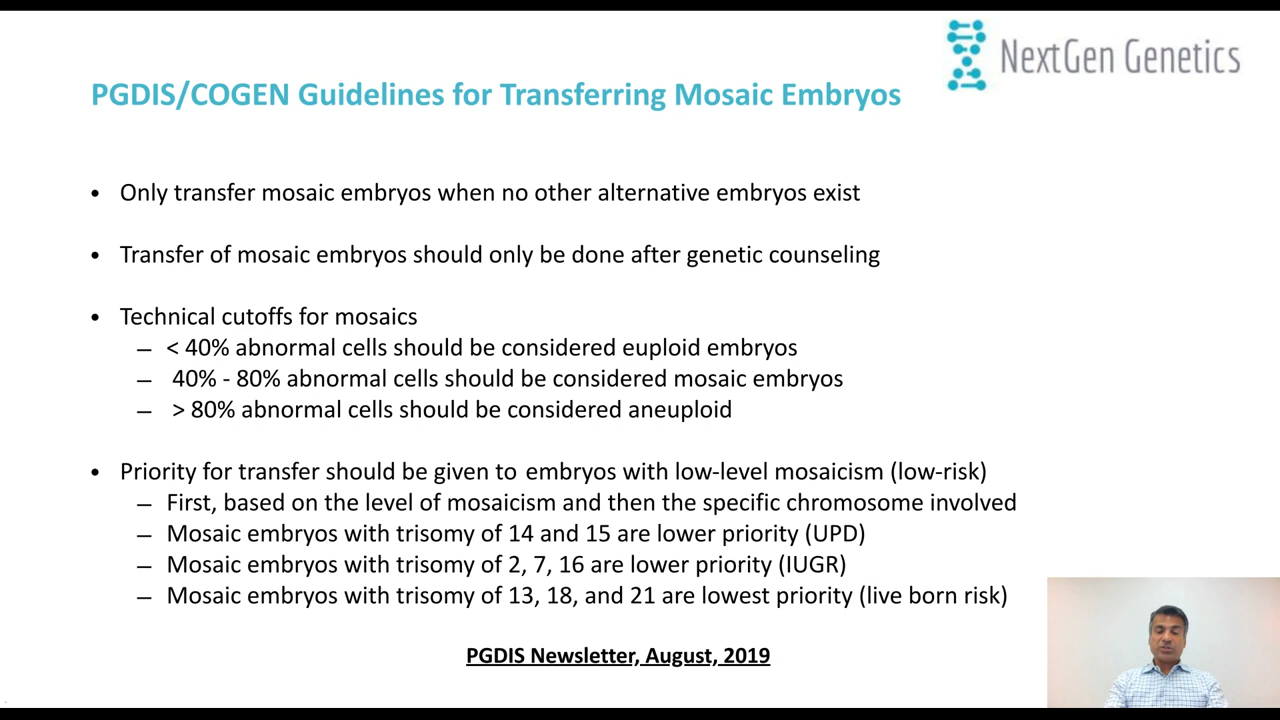 NextGen Genetics
PGDIS/COGEN Guidelines for Transferring Mosaic Embryos
• Only transfer mosaic embryos when no other alternative embryos exist
• Transfer of mosaic embryos should only be done after genetic counseling
• Technical cutoffs for mosaics
– < 40% abnormal cells should be considered euploid embryos
– 40% - 80% abnormal cells should be considered mosaic embryos
– > 80% abnormal cells should be considered aneuploid
• Priority for transfer should be given to embryos with low-level mosaicism (low-risk)
– First, based on the level of mosaicism and then the specific chromosome involved
– Mosaic embryos with trisomy of 14 and 15 are lower priority (UPD)
– Mosaic embryos with trisomy of 2, 7, 16 are lower priority (IUGR)
– Mosaic embryos with trisomy of 13, 18, and 21 are lowest priority (live born risk)
PGDIS Newsletter, August, 2019